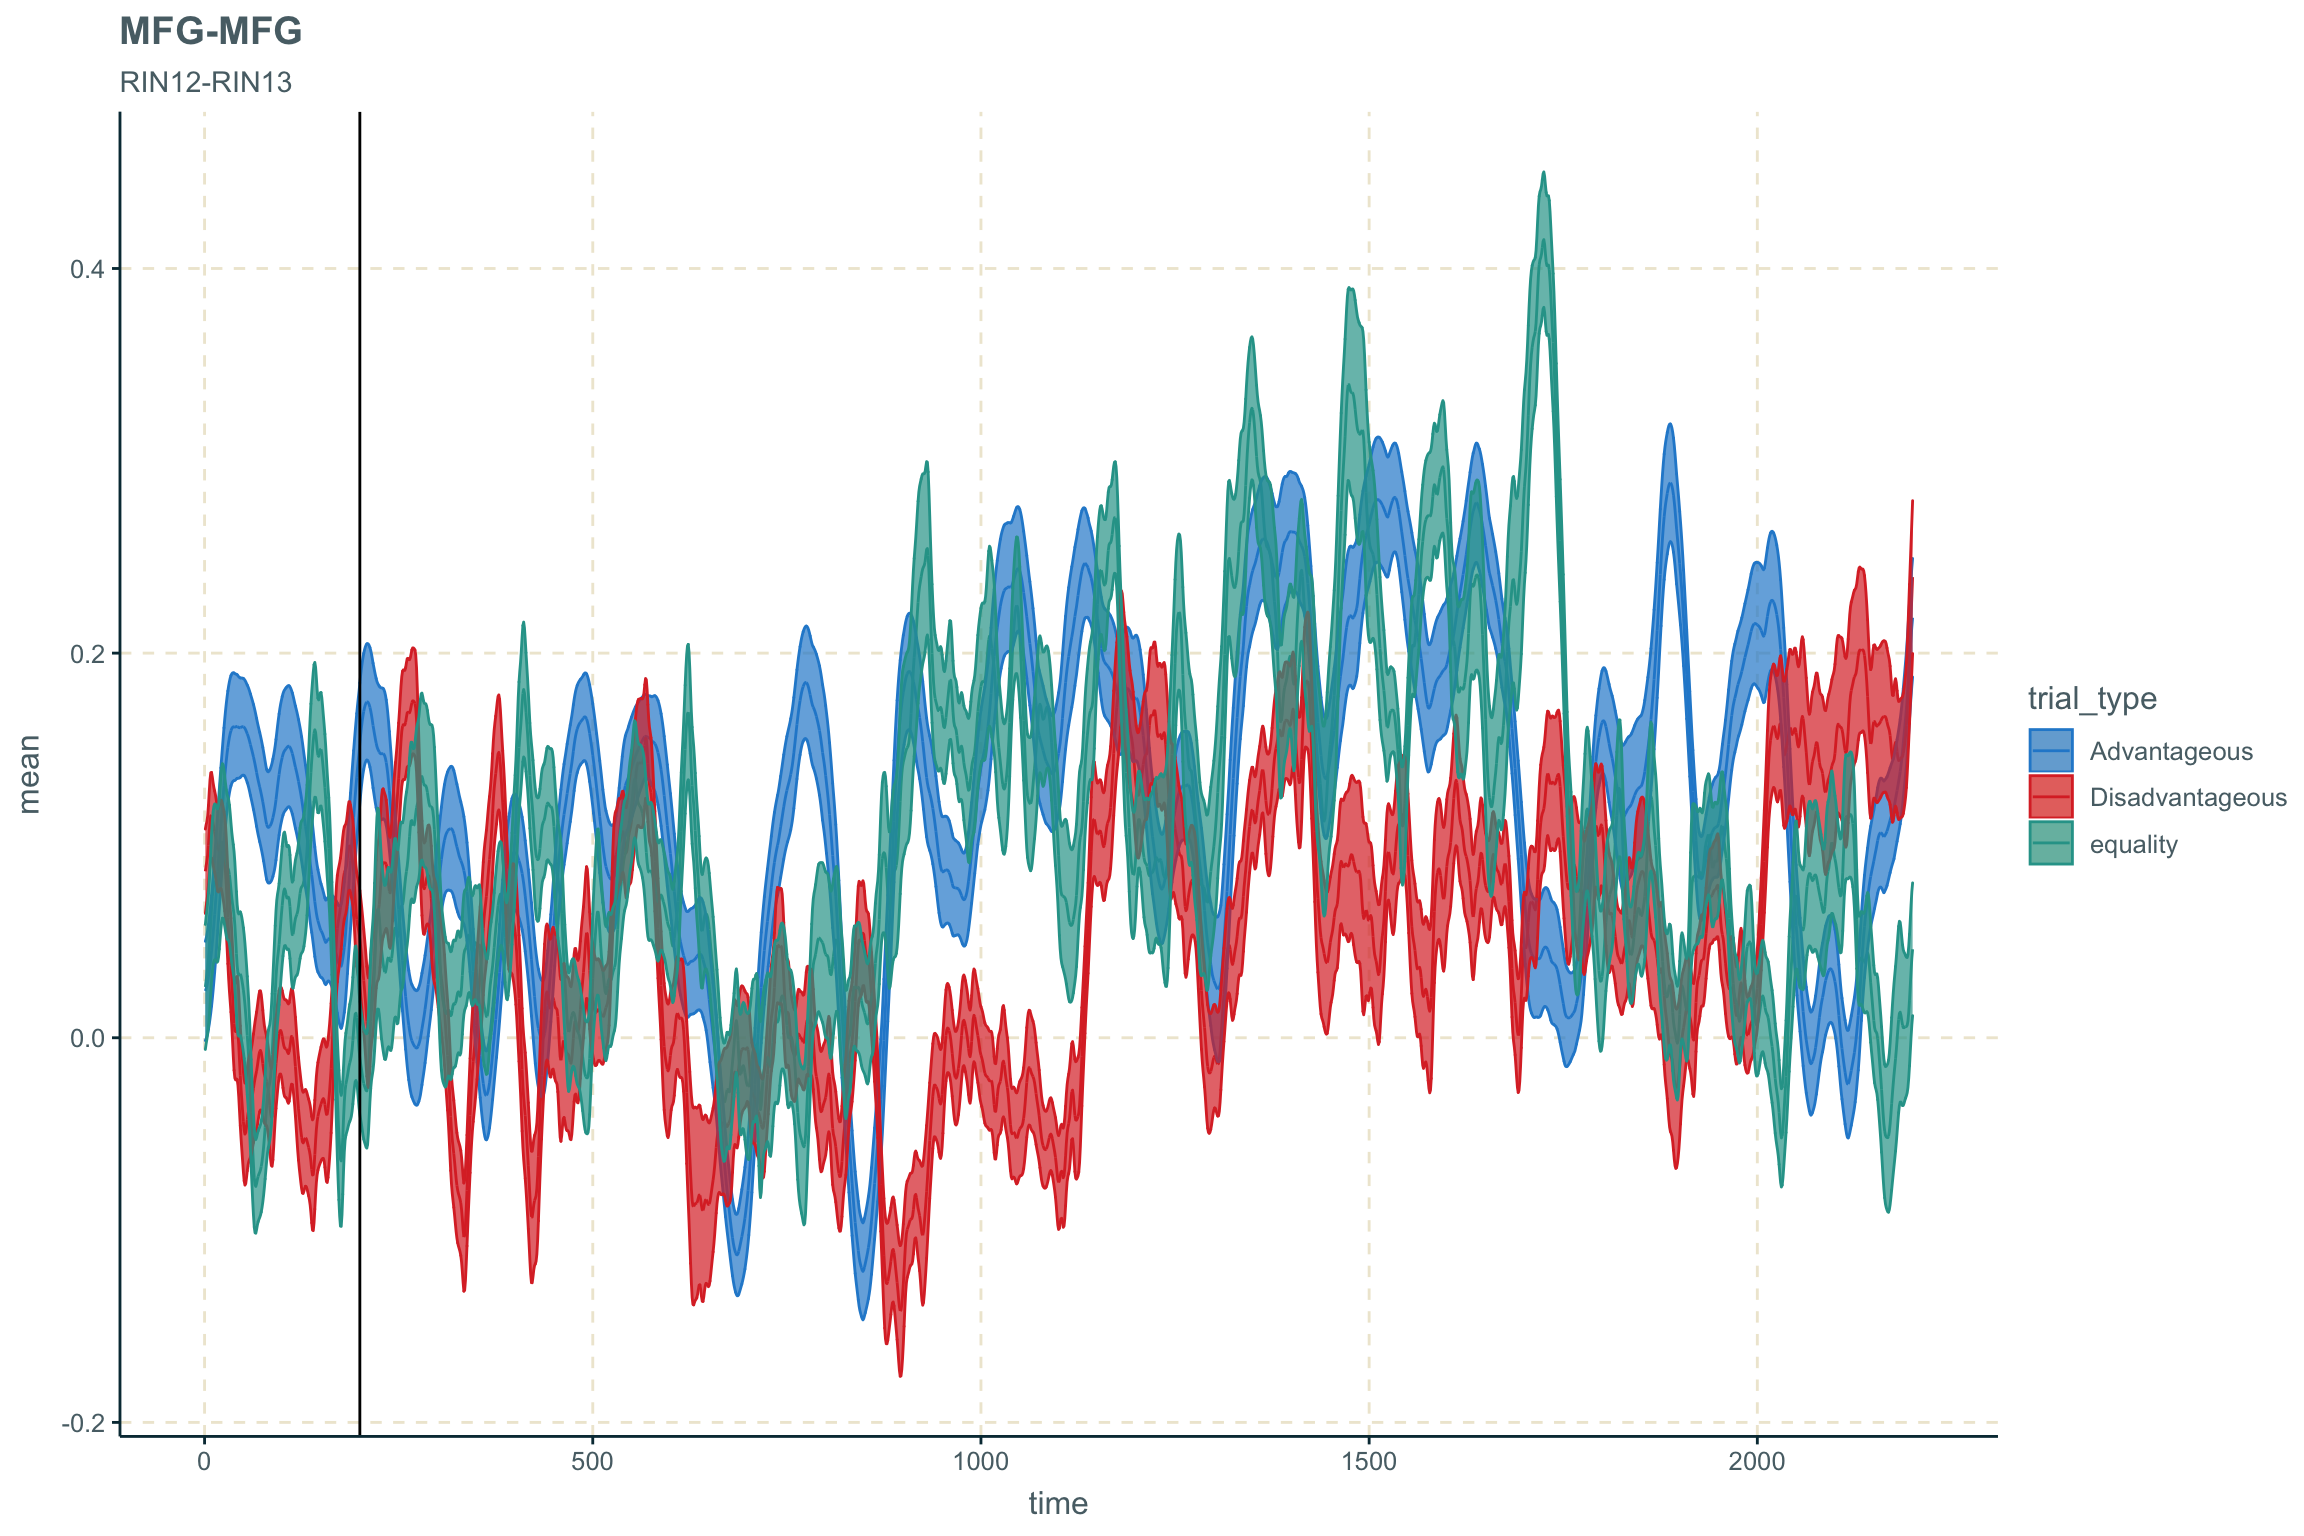 MFG-MFG
RIN12-RIN13
mean
0.4
0.2
0.0
-0.2
0
500
1000
1500
2000
time
trial_type
Advantageous
Disadvantageous
equality